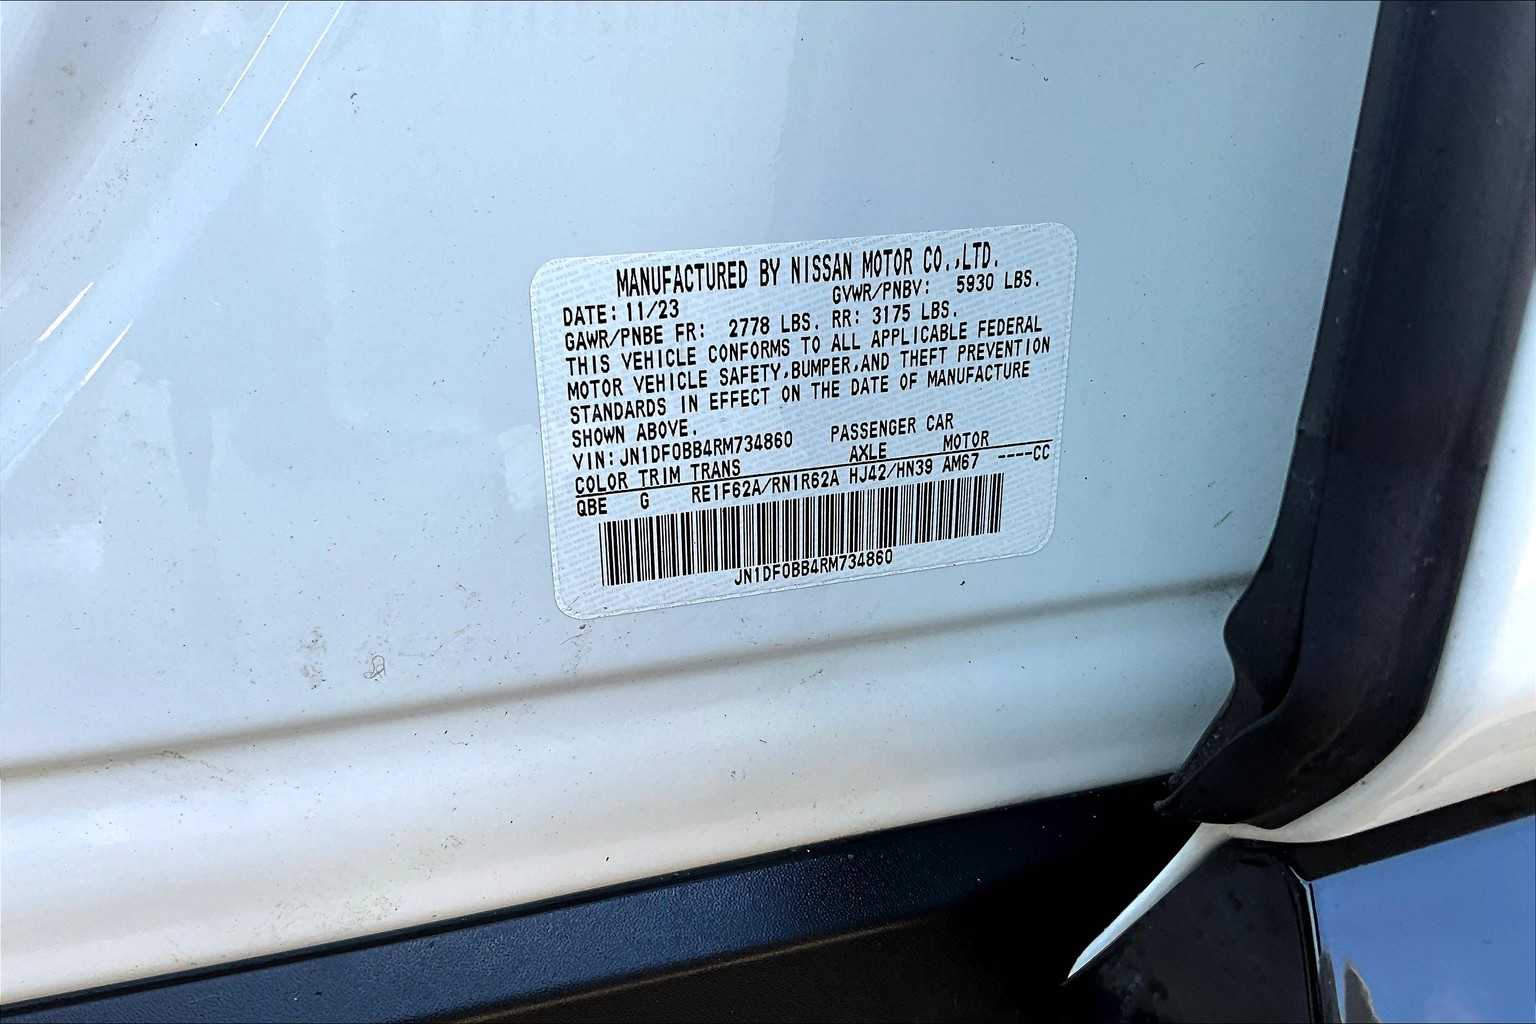 MANUFACTURED BY NISSAN MOTOR CO.,LTD.
DATE: 11/23 GVWR/PNBV: 5930 LBS.
GAWR/PNBE FR: 2778 LBS. RR: 3175 LBS.
THIS VEHICLE CONFORMS TO ALL APPLICABLE FEDERAL
MOTOR VEHICLE SAFETY,BUMPER,AND THEFT PREVENTION
STANDARDS IN EFFECT ON THE DATE OF MANUFACTURE
SHOWN ABOVE.
VIN: JN1DF0BB4RM734860 PASSENGER CAR
COLOR TRIM TRANS AXLE MOTOR
QBE G RE1F62A/RN1R62A HJ42/HN39 AM67 ----CC
JN1DF0BB4RM734860